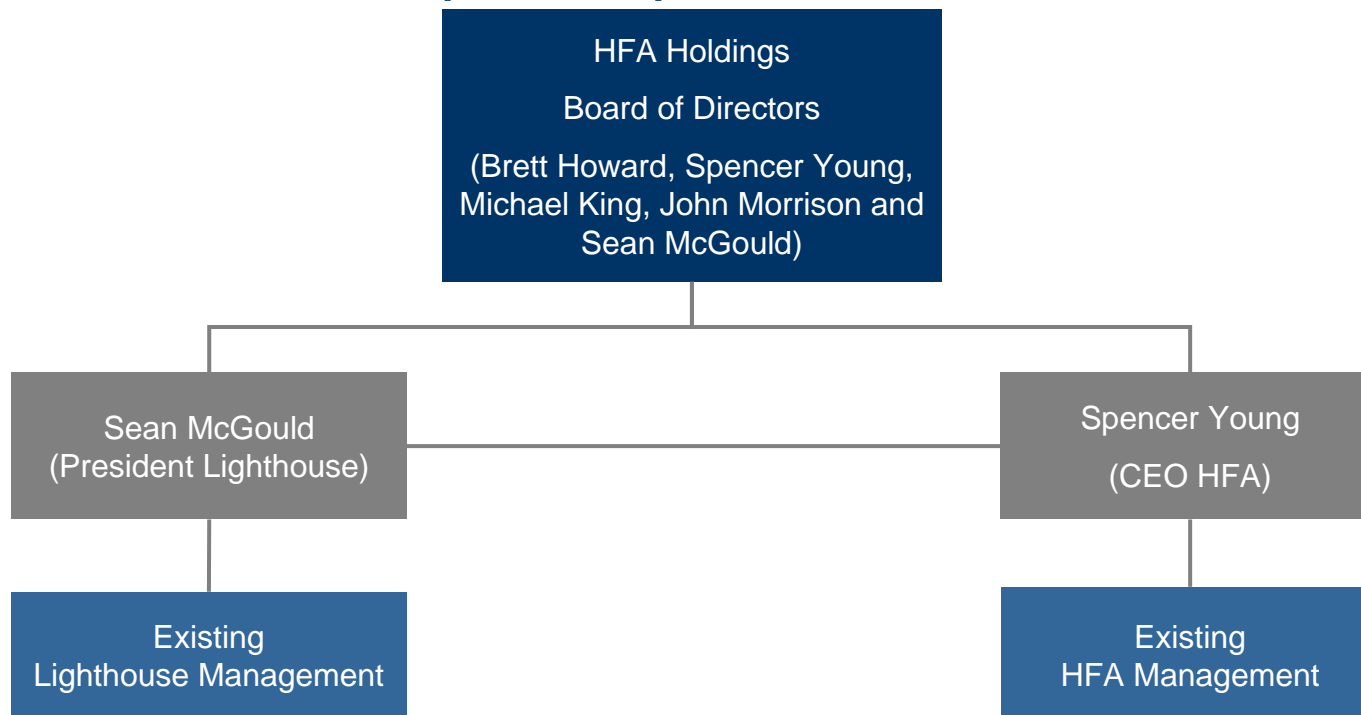 HFA Holdings
Board of Directors
(Brett Howard, Spencer Young,
Michael King, John Morrison and
Sean McGould)
Sean McGould
(President Lighthouse)
Spencer Young
(CEO HFA)
Existing
Lighthouse Management
Existing
HFA Management